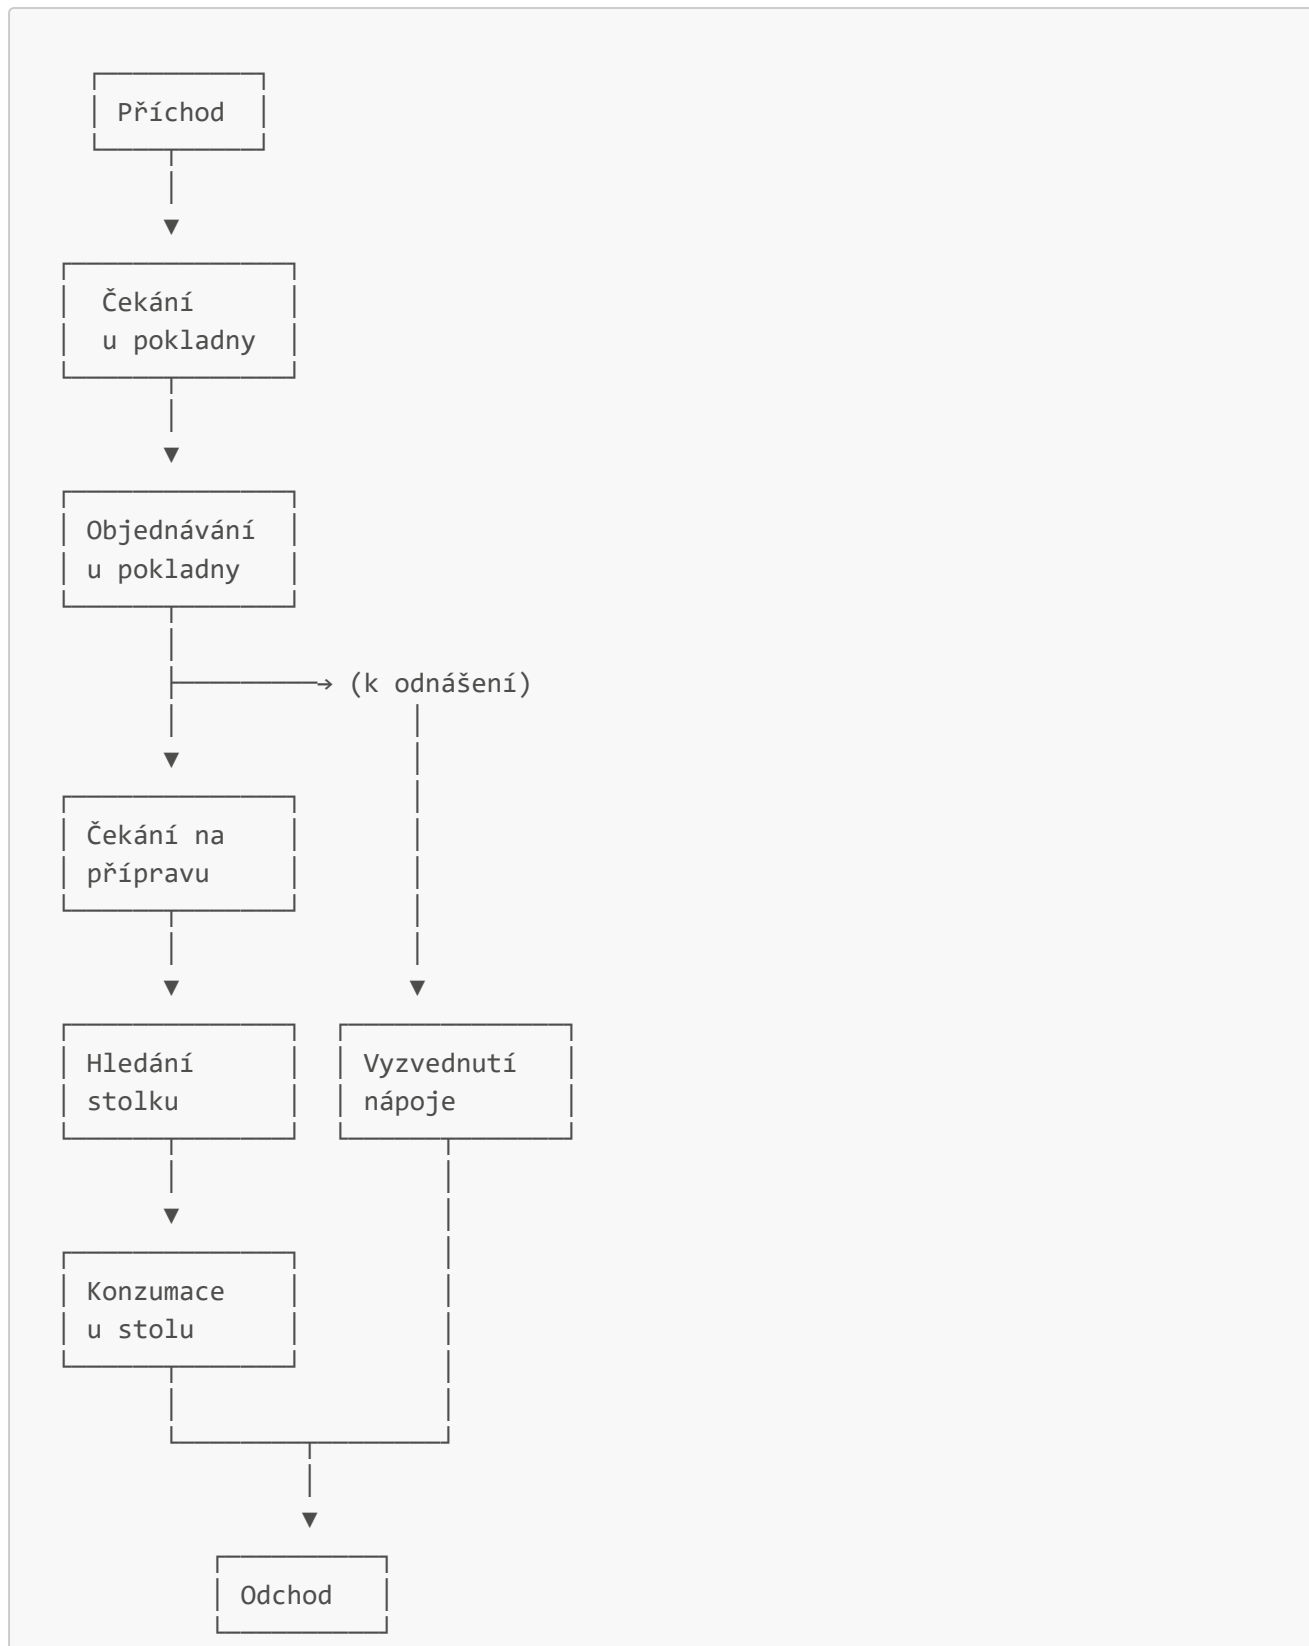 Příchod
Čekání
u pokladny
Objednávání
u pokladny
(k odnášení)
Čekání na
přípravu
Hledání
stolku
Vyzvednutí
nápoje
Konzumace
u stolu
Odchod